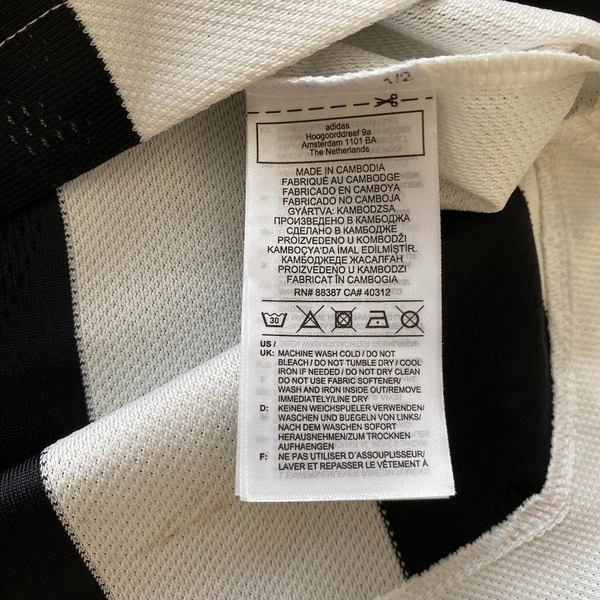 1/2
adidas
Hoogoorddreef 9a
Amsterdam 1101 BA
The Netherlands
MADE IN CAMBODIA
FABRIQUÉ AU CAMBODGE
FABRICADO EN CAMBOYA
FABRICADO NO CAMBOJA
GYÁRTVA: KAMBODZSA
ПРОИЗВЕДЕНО В КАМБОДЖА
СДЕЛАНО В КАМБОДЖЕ
PROIZVEDENO U KOMBODŽI
KAMBOÇYA'DA İMAL EDİLMİŞTİR.
КАМБОДЖЕДЕ ЖАСАЛҒАН
PROIZVEDENO U KAMBODŽI
FABRICAT ÎN CAMBOGIA
RN# 88387 CA# 40312
30
US /
UK: MACHINE WASH COLD / DO NOT
BLEACH / DO NOT TUMBLE DRY / COOL
IRON IF NEEDED / DO NOT DRY CLEAN
DO NOT USE FABRIC SOFTENER/
WASH AND IRON INSIDE OUT/REMOVE
IMMEDIATELY/LINE DRY
D: KEINEN WEICHSPUELER VERWENDEN/
WASCHEN UND BUEGELN VON LINKS/
NACH DEM WASCHEN SOFORT
HERAUSNEHMEN/ZUM TROCKNEN
AUFHAENGEN
F: NE PAS UTILISER D'ASSOUPLISEUR/
LAVER ET REPASSER LE VÊTEMENT À